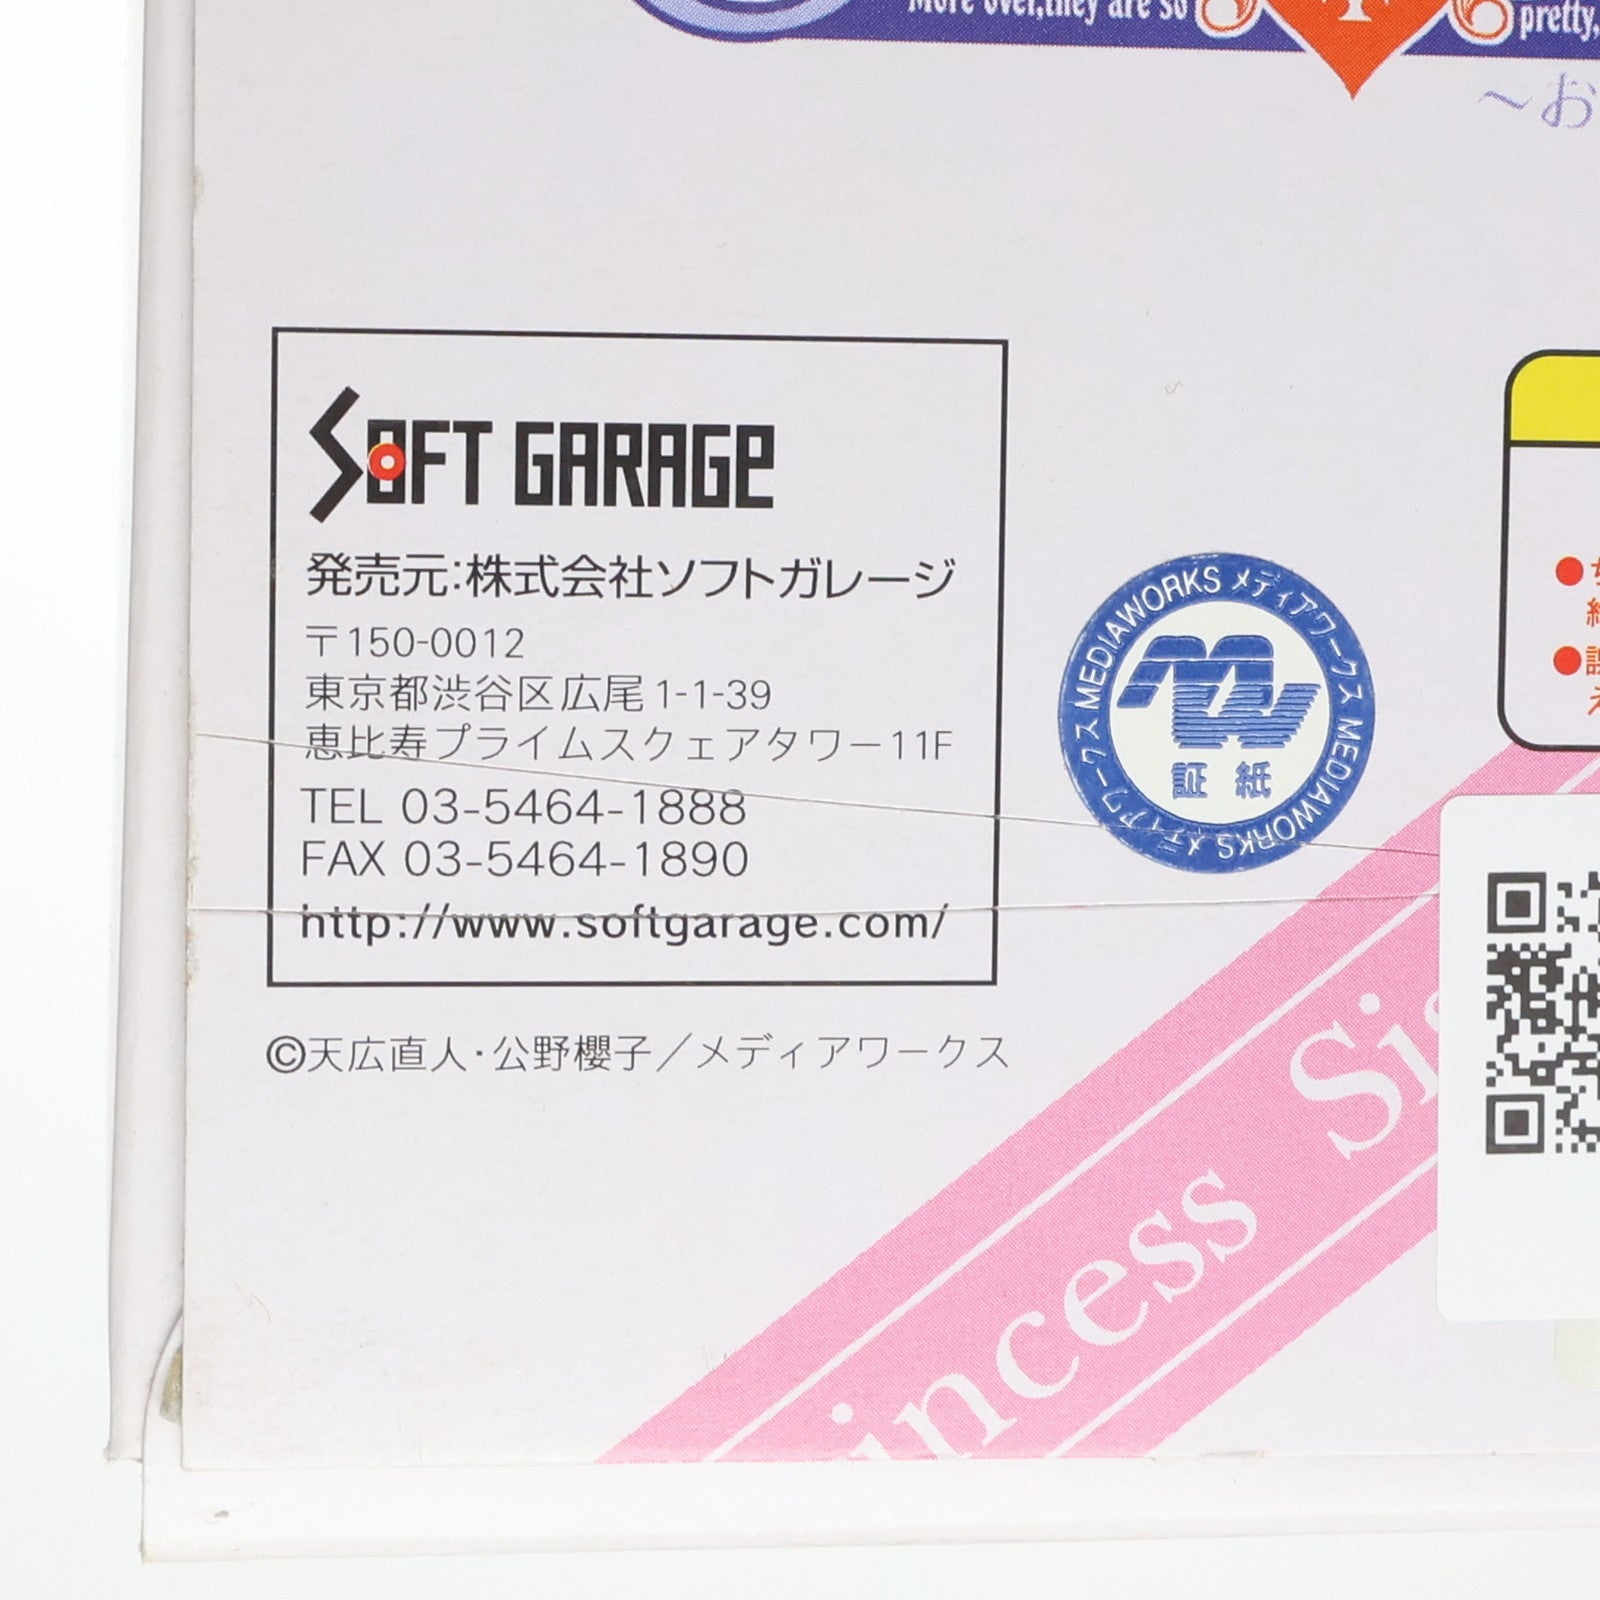 More over,they are so
pretty,
～お
SOFT GARAGE
発売元:株式会社ソフトガレージ
〒150-0012
東京都渋谷区広尾1-1-39
恵比寿プライムスクェアタワー11F
TEL 03-5464-1888
FAX 03-5464-1890
http://www.softgarage.com/
©天広直人・公野櫻子／メディアワークス
MEDIAWORKS メディアワークス MEDIAWORKS メディアワークス
証紙
incess Si